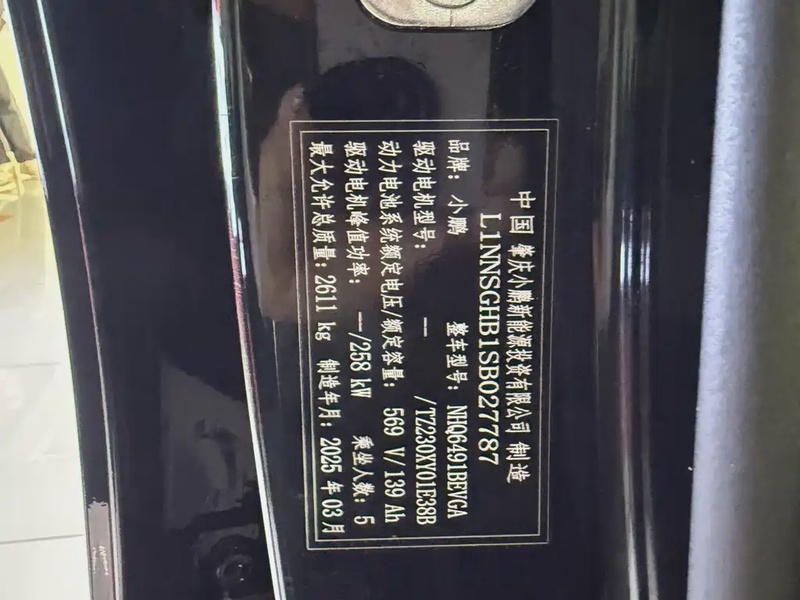 中国 肇庆小鹏新能源投资有限公司 制造
L1NNSGHB1SB027787
品牌：小鹏 整车型号：NHQ6491BEVGA
驱动电机型号： --/TZ230XY01E38B
动力电池系统额定电压/额定容量： 569 V/139 Ah
驱动电机峰值功率： --/258 kW 乘坐人数：5
最大允许总质量：2611 kg 制造年月：2025 年 03 月